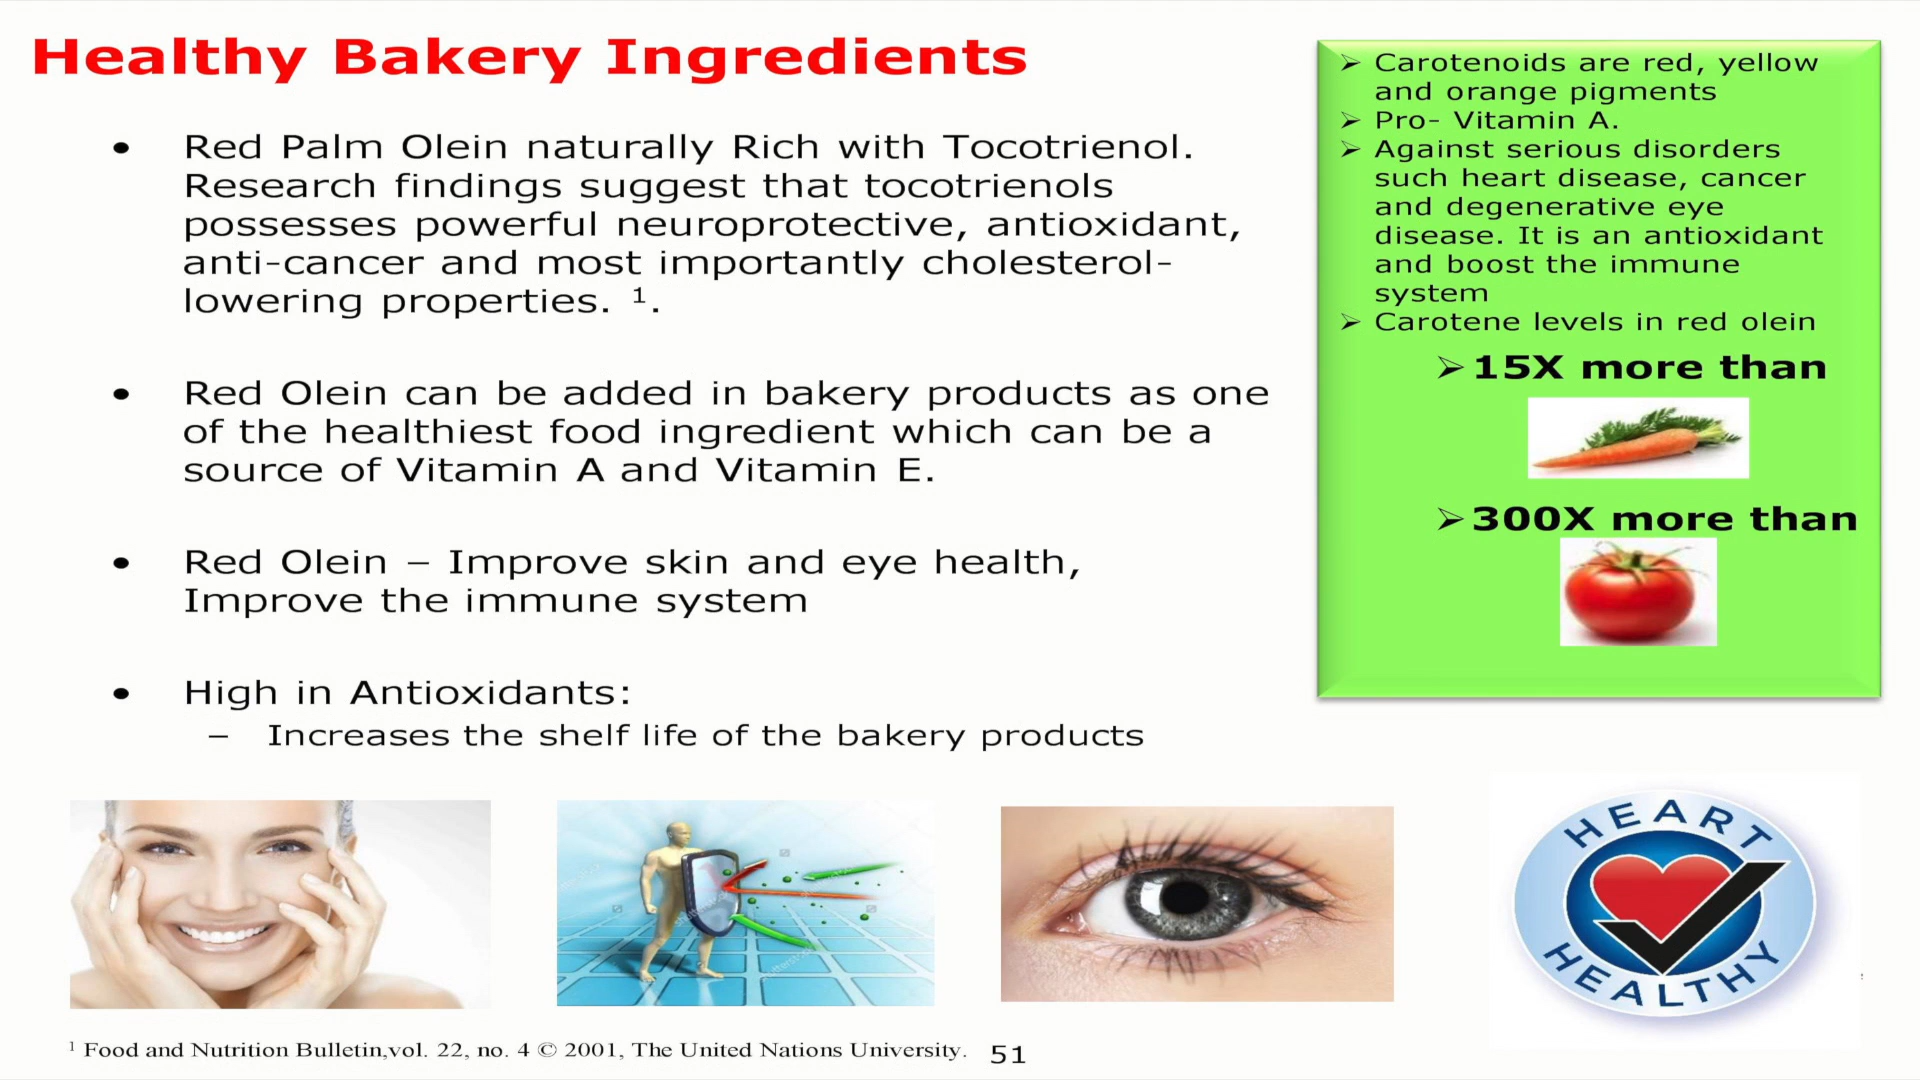 Healthy Bakery Ingredients
• Red Palm Olein naturally Rich with Tocotrienol.
Research findings suggest that tocotrienols
possesses powerful neuroprotective, antioxidant,
anti-cancer and most importantly cholesterol-
lowering properties. ¹.
• Red Olein can be added in bakery products as one
of the healthiest food ingredient which can be a
source of Vitamin A and Vitamin E.
• Red Olein – Improve skin and eye health,
Improve the immune system
• High in Antioxidants:
– Increases the shelf life of the bakery products
➢ Carotenoids are red, yellow
and orange pigments
➢ Pro- Vitamin A.
➢ Against serious disorders
such heart disease, cancer
and degenerative eye
disease. It is an antioxidant
and boost the immune
system
➢ Carotene levels in red olein
➢ 15X more than
➢ 300X more than
HEART
HEALTHY
¹ Food and Nutrition Bulletin,vol. 22, no. 4 © 2001, The United Nations University.
51